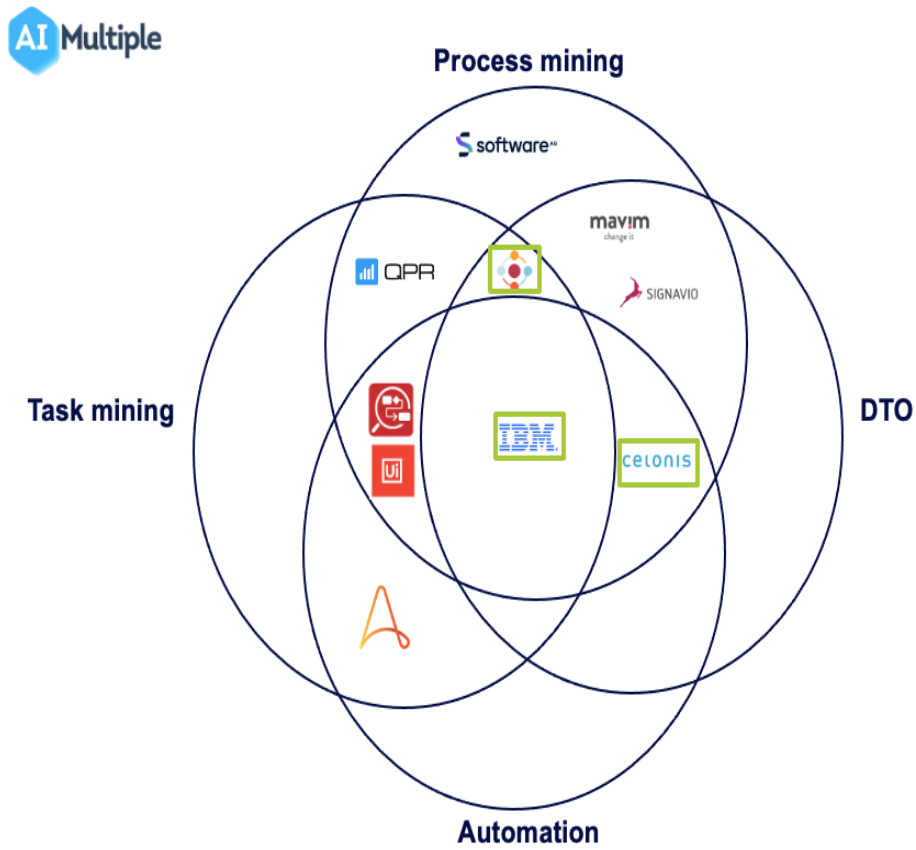 AI Multiple
Process mining
software AG
mavim
change it
QPR
SIGNAVIO
Task mining
DTO
IBM
celonis
Ui
Automation